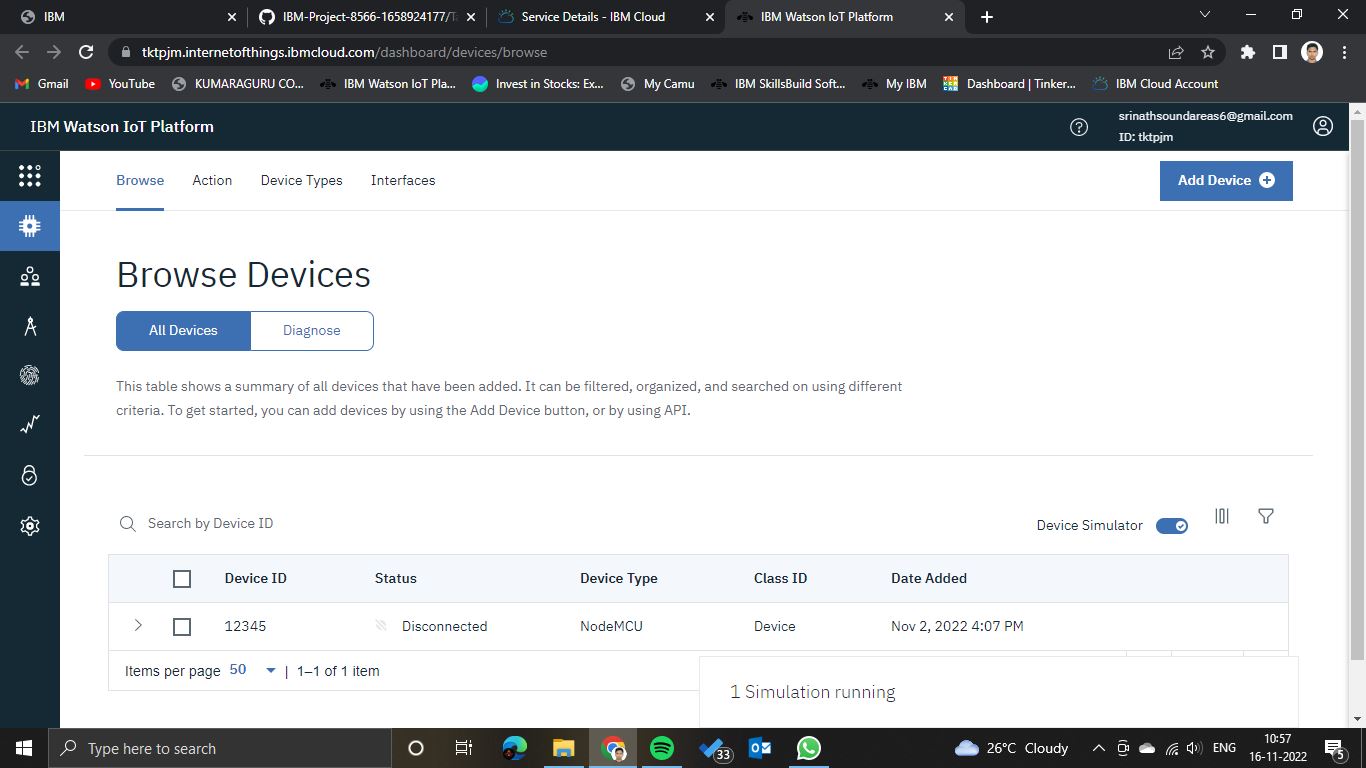 IBM
IBM-Project-8566-1658924177/Ta
Service Details - IBM Cloud
IBM Watson IoT Platform
tktpjm.internetofthings.ibmcloud.com/dashboard/devices/browse
Gmail
YouTube
KUMARAGURU CO...
IBM Watson IoT Pla...
Invest in Stocks: Ex...
My Camu
IBM SkillsBuild Soft...
My IBM
Dashboard | Tinker...
IBM Cloud Account
IBM Watson IoT Platform
srinathsoundareas6@gmail.com
ID: tktpjm
Browse
Action
Device Types
Interfaces
Add Device
Browse Devices
All Devices
Diagnose
This table shows a summary of all devices that have been added. It can be filtered, organized, and searched on using different
criteria. To get started, you can add devices by using the Add Device button, or by using API.
Search by Device ID
Device Simulator
Device ID Status Device Type Class ID Date Added
12345 Disconnected NodeMCU Device Nov 2, 2022 4:07 PM
Items per page 50 | 1–1 of 1 item
1 Simulation running
Type here to search
33
26°C Cloudy
ENG
10:57
16-11-2022
5